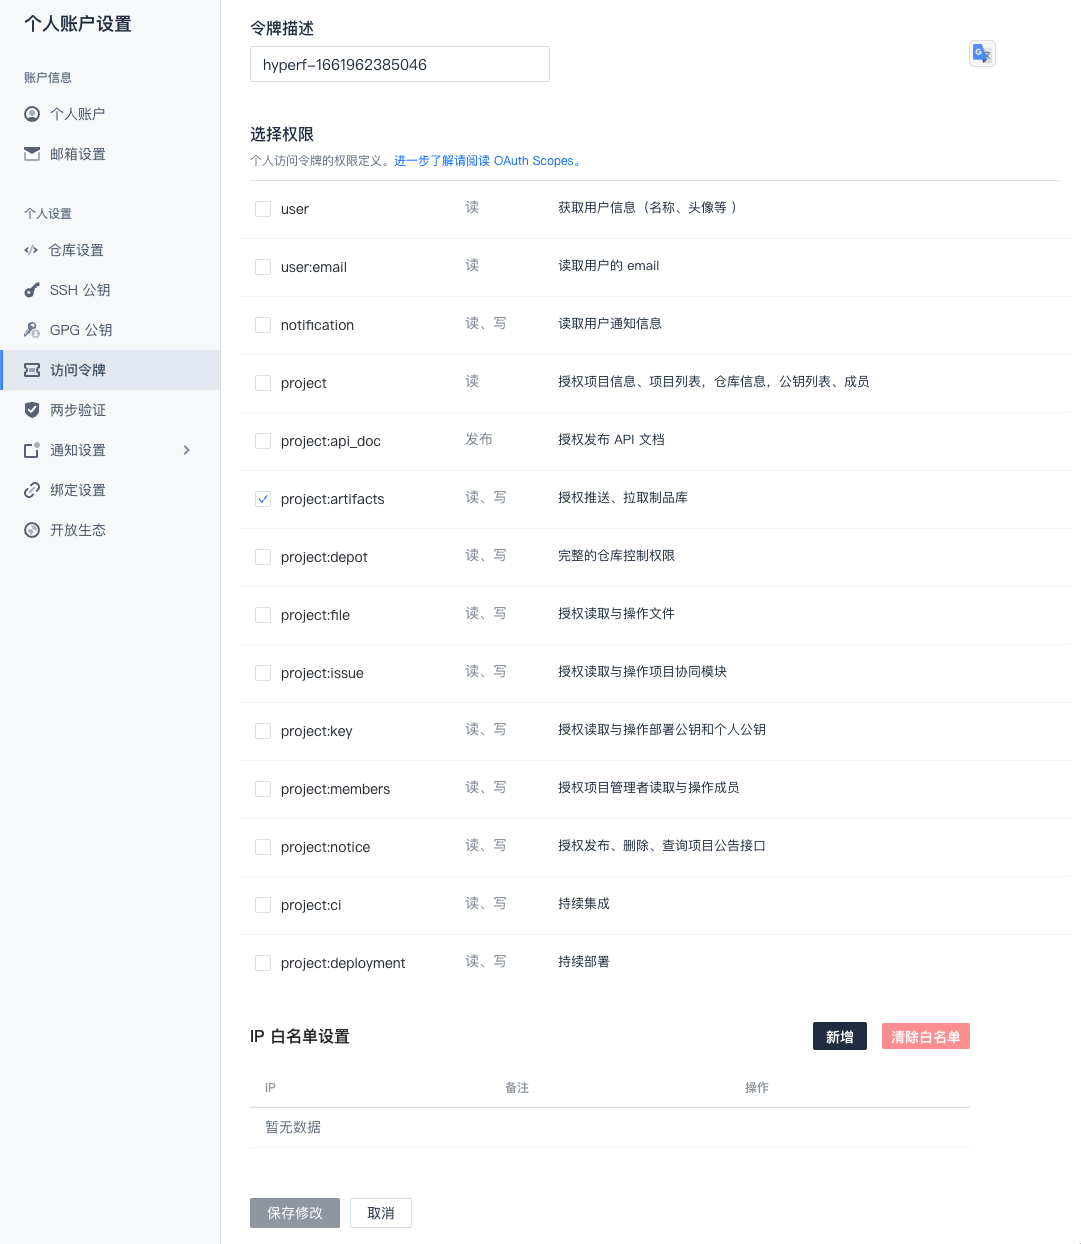 个人账户设置
账户信息
个人账户
邮箱设置
个人设置
仓库设置
SSH 公钥
GPG 公钥
访问令牌
两步验证
通知设置
绑定设置
开放生态
令牌描述
hyperf-1661962385046
选择权限
个人访问令牌的权限定义。进一步了解请阅读 OAuth Scopes。
user 读 获取用户信息（名称、头像等 ）
user:email 读 读取用户的 email
notification 读、写 读取用户通知信息
project 读 授权项目信息、项目列表，仓库信息，公钥列表、成员
project:api_doc 发布 授权发布 API 文档
project:artifacts 读、写 授权推送、拉取制品库
project:depot 读、写 完整的仓库控制权限
project:file 读、写 授权读取与操作文件
project:issue 读、写 授权读取与操作项目协同模块
project:key 读、写 授权读取与操作部署公钥和个人公钥
project:members 读、写 授权项目管理者读取与操作成员
project:notice 读、写 授权发布、删除、查询项目公告接口
project:ci 读、写 持续集成
project:deployment 读、写 持续部署
IP 白名单设置 新增 清除白名单
IP 备注 操作
暂无数据
保存修改 取消